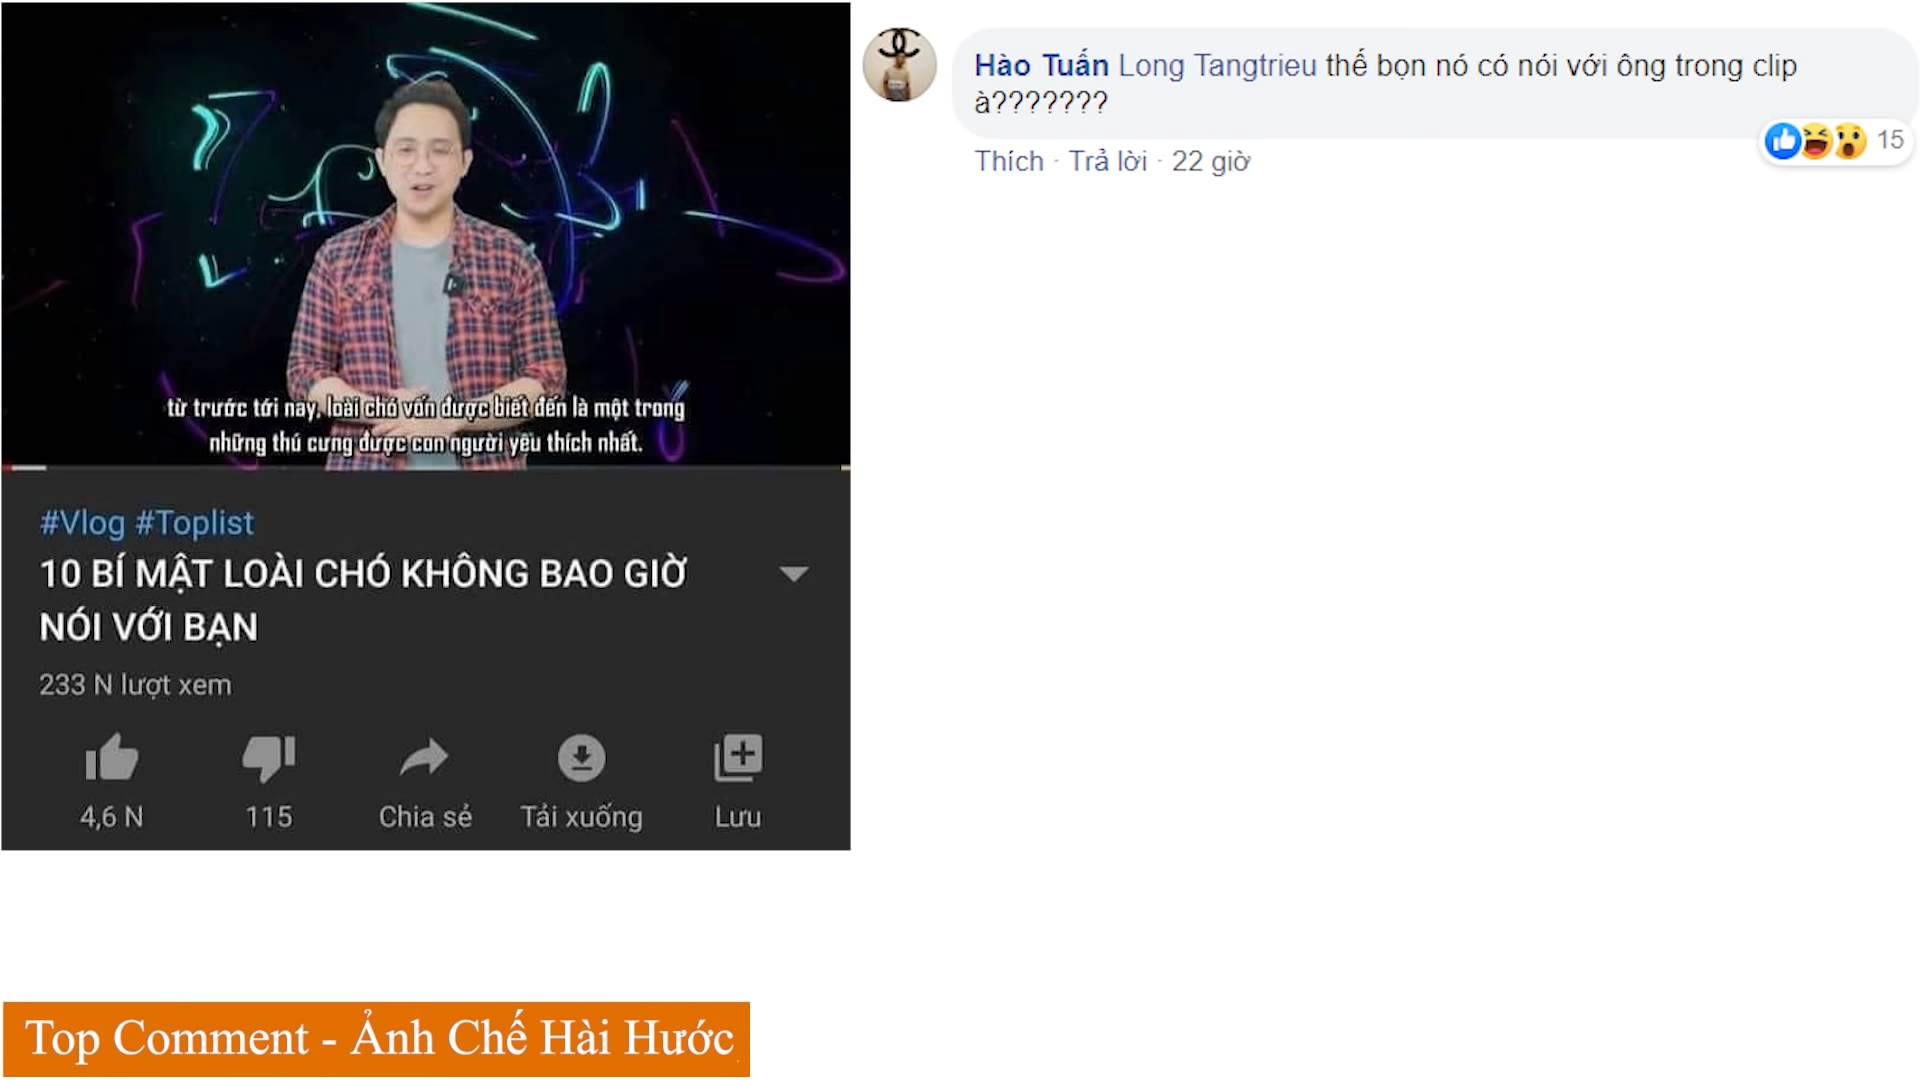 từ trước tới nay, loài chó vốn được biết đến là một trong
những thú cưng được con người yêu thích nhất.
#Vlog #Toplist
10 BÍ MẬT LOÀI CHÓ KHÔNG BAO GIỜ
NÓI VỚI BẠN
233 N lượt xem
4,6 N
115
Chia sẻ
Tải xuống
Lưu
Hào Tuấn Long Tangtrieu thế bọn nó có nói với ông trong clip
à???????
15
Thích · Trả lời · 22 giờ
Top Comment - Ảnh Chế Hài Hước